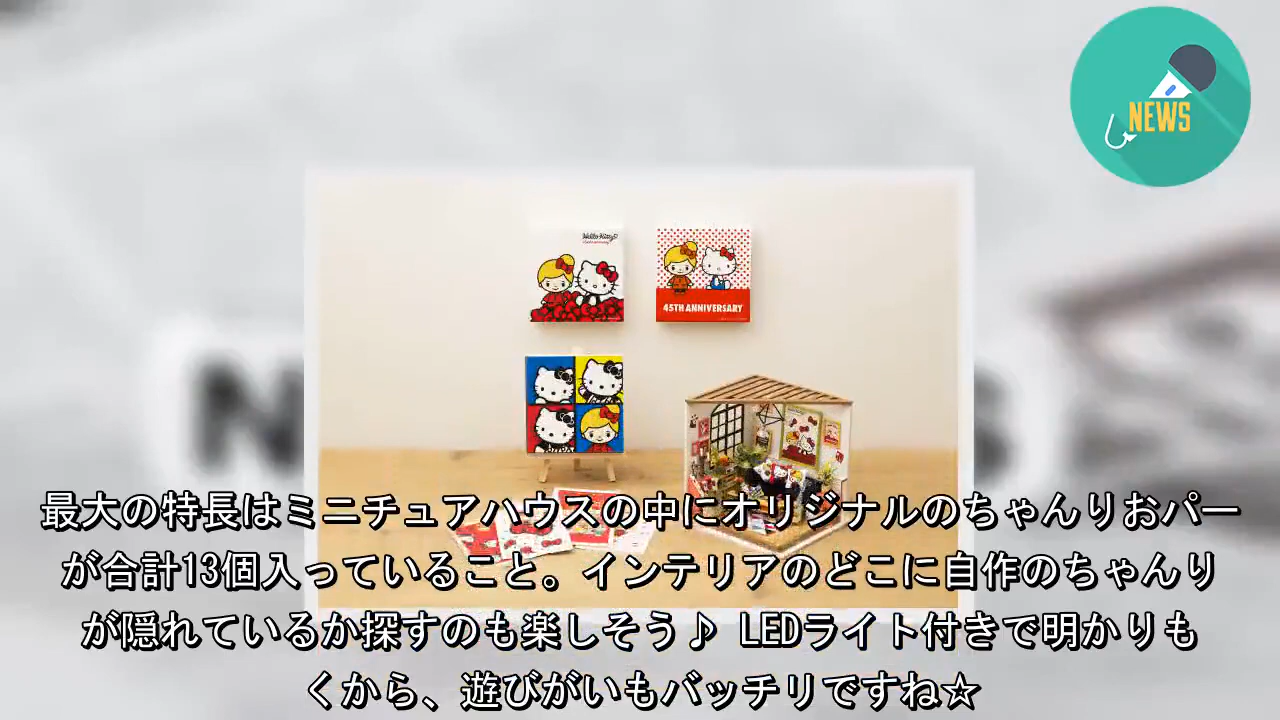 NEWS
Hello Kitty
45TH ANNIVERSARY
最大の特長はミニチュアハウスの中にオリジナルのちゃんりおパー
が合計13個入っていること。インテリアのどこに自作のちゃんり
が隠れているか探すのも楽しそう♪ LEDライト付きで明かりも
くから、遊びがいもバッチリですね☆